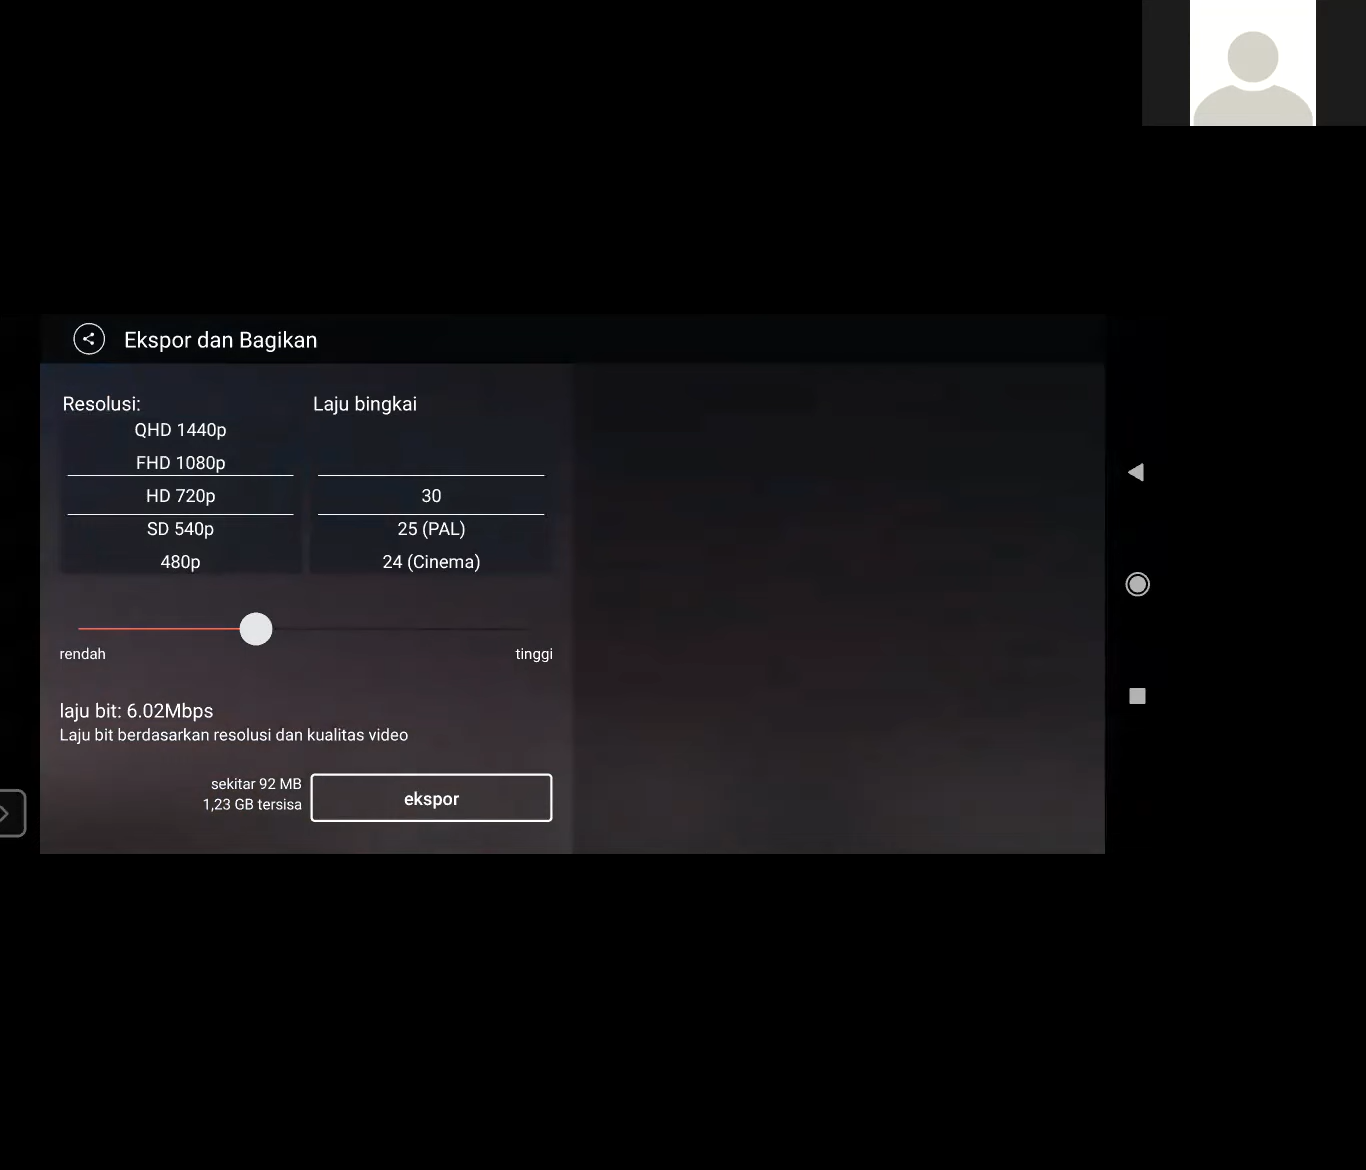 Ekspor dan Bagikan
Resolusi:
QHD 1440p
FHD 1080p
HD 720p
SD 540p
480p
Laju bingkai
30
25 (PAL)
24 (Cinema)
rendah
tinggi
laju bit: 6.02Mbps
Laju bit berdasarkan resolusi dan kualitas video
sekitar 92 MB
1,23 GB tersisa
ekspor